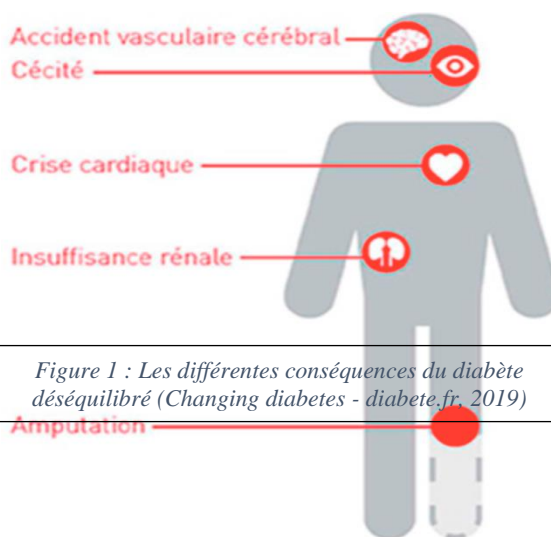 Accident vasculaire cérébral
Cécité
Crise cardiaque
Insuffisance rénale
Figure 1 : Les différentes conséquences du diabète
déséquilibré (Changing diabetes - diabete.fr, 2019)
Amputation